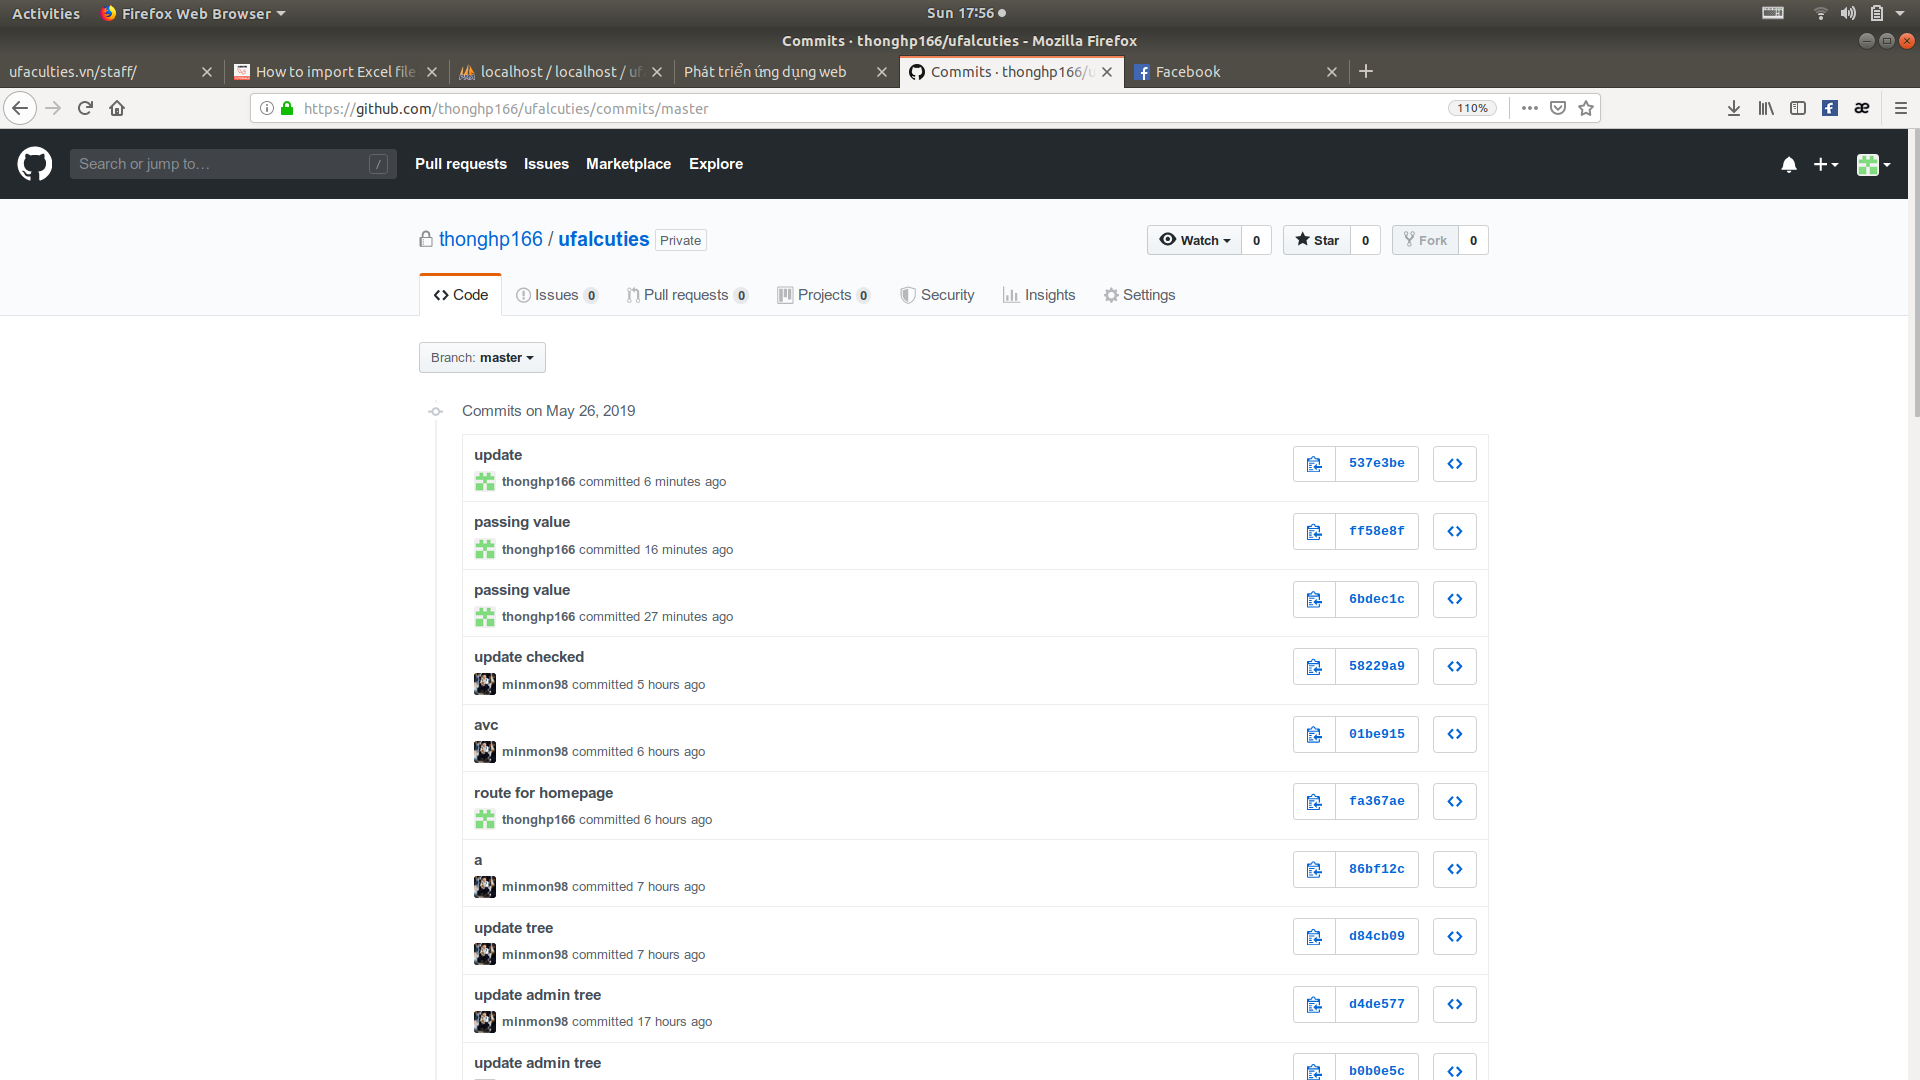 Activities Firefox Web Browser Sun 17:56
Commits · thonghp166/ufalcuties - Mozilla Firefox
ufaculties.vn/staff/ How to import Excel file localhost / localhost / uf Phát triển ứng dụng web Commits · thonghp166/u Facebook
https://github.com/thonghp166/ufalcuties/commits/master 110%
Search or jump to… / Pull requests Issues Marketplace Explore
thonghp166 / ufalcuties Private Watch 0 Star 0 Fork 0
Code Issues 0 Pull requests 0 Projects 0 Security Insights Settings
Branch: master
Commits on May 26, 2019
update
537e3be
thonghp166 committed 6 minutes ago
passing value
ff58e8f
thonghp166 committed 16 minutes ago
passing value
6bdec1c
thonghp166 committed 27 minutes ago
update checked
58229a9
minmon98 committed 5 hours ago
avc
01be915
minmon98 committed 6 hours ago
route for homepage
fa367ae
thonghp166 committed 6 hours ago
a
86bf12c
minmon98 committed 7 hours ago
update tree
d84cb09
minmon98 committed 7 hours ago
update admin tree
d4de577
minmon98 committed 17 hours ago
update admin tree
b0b0e5c